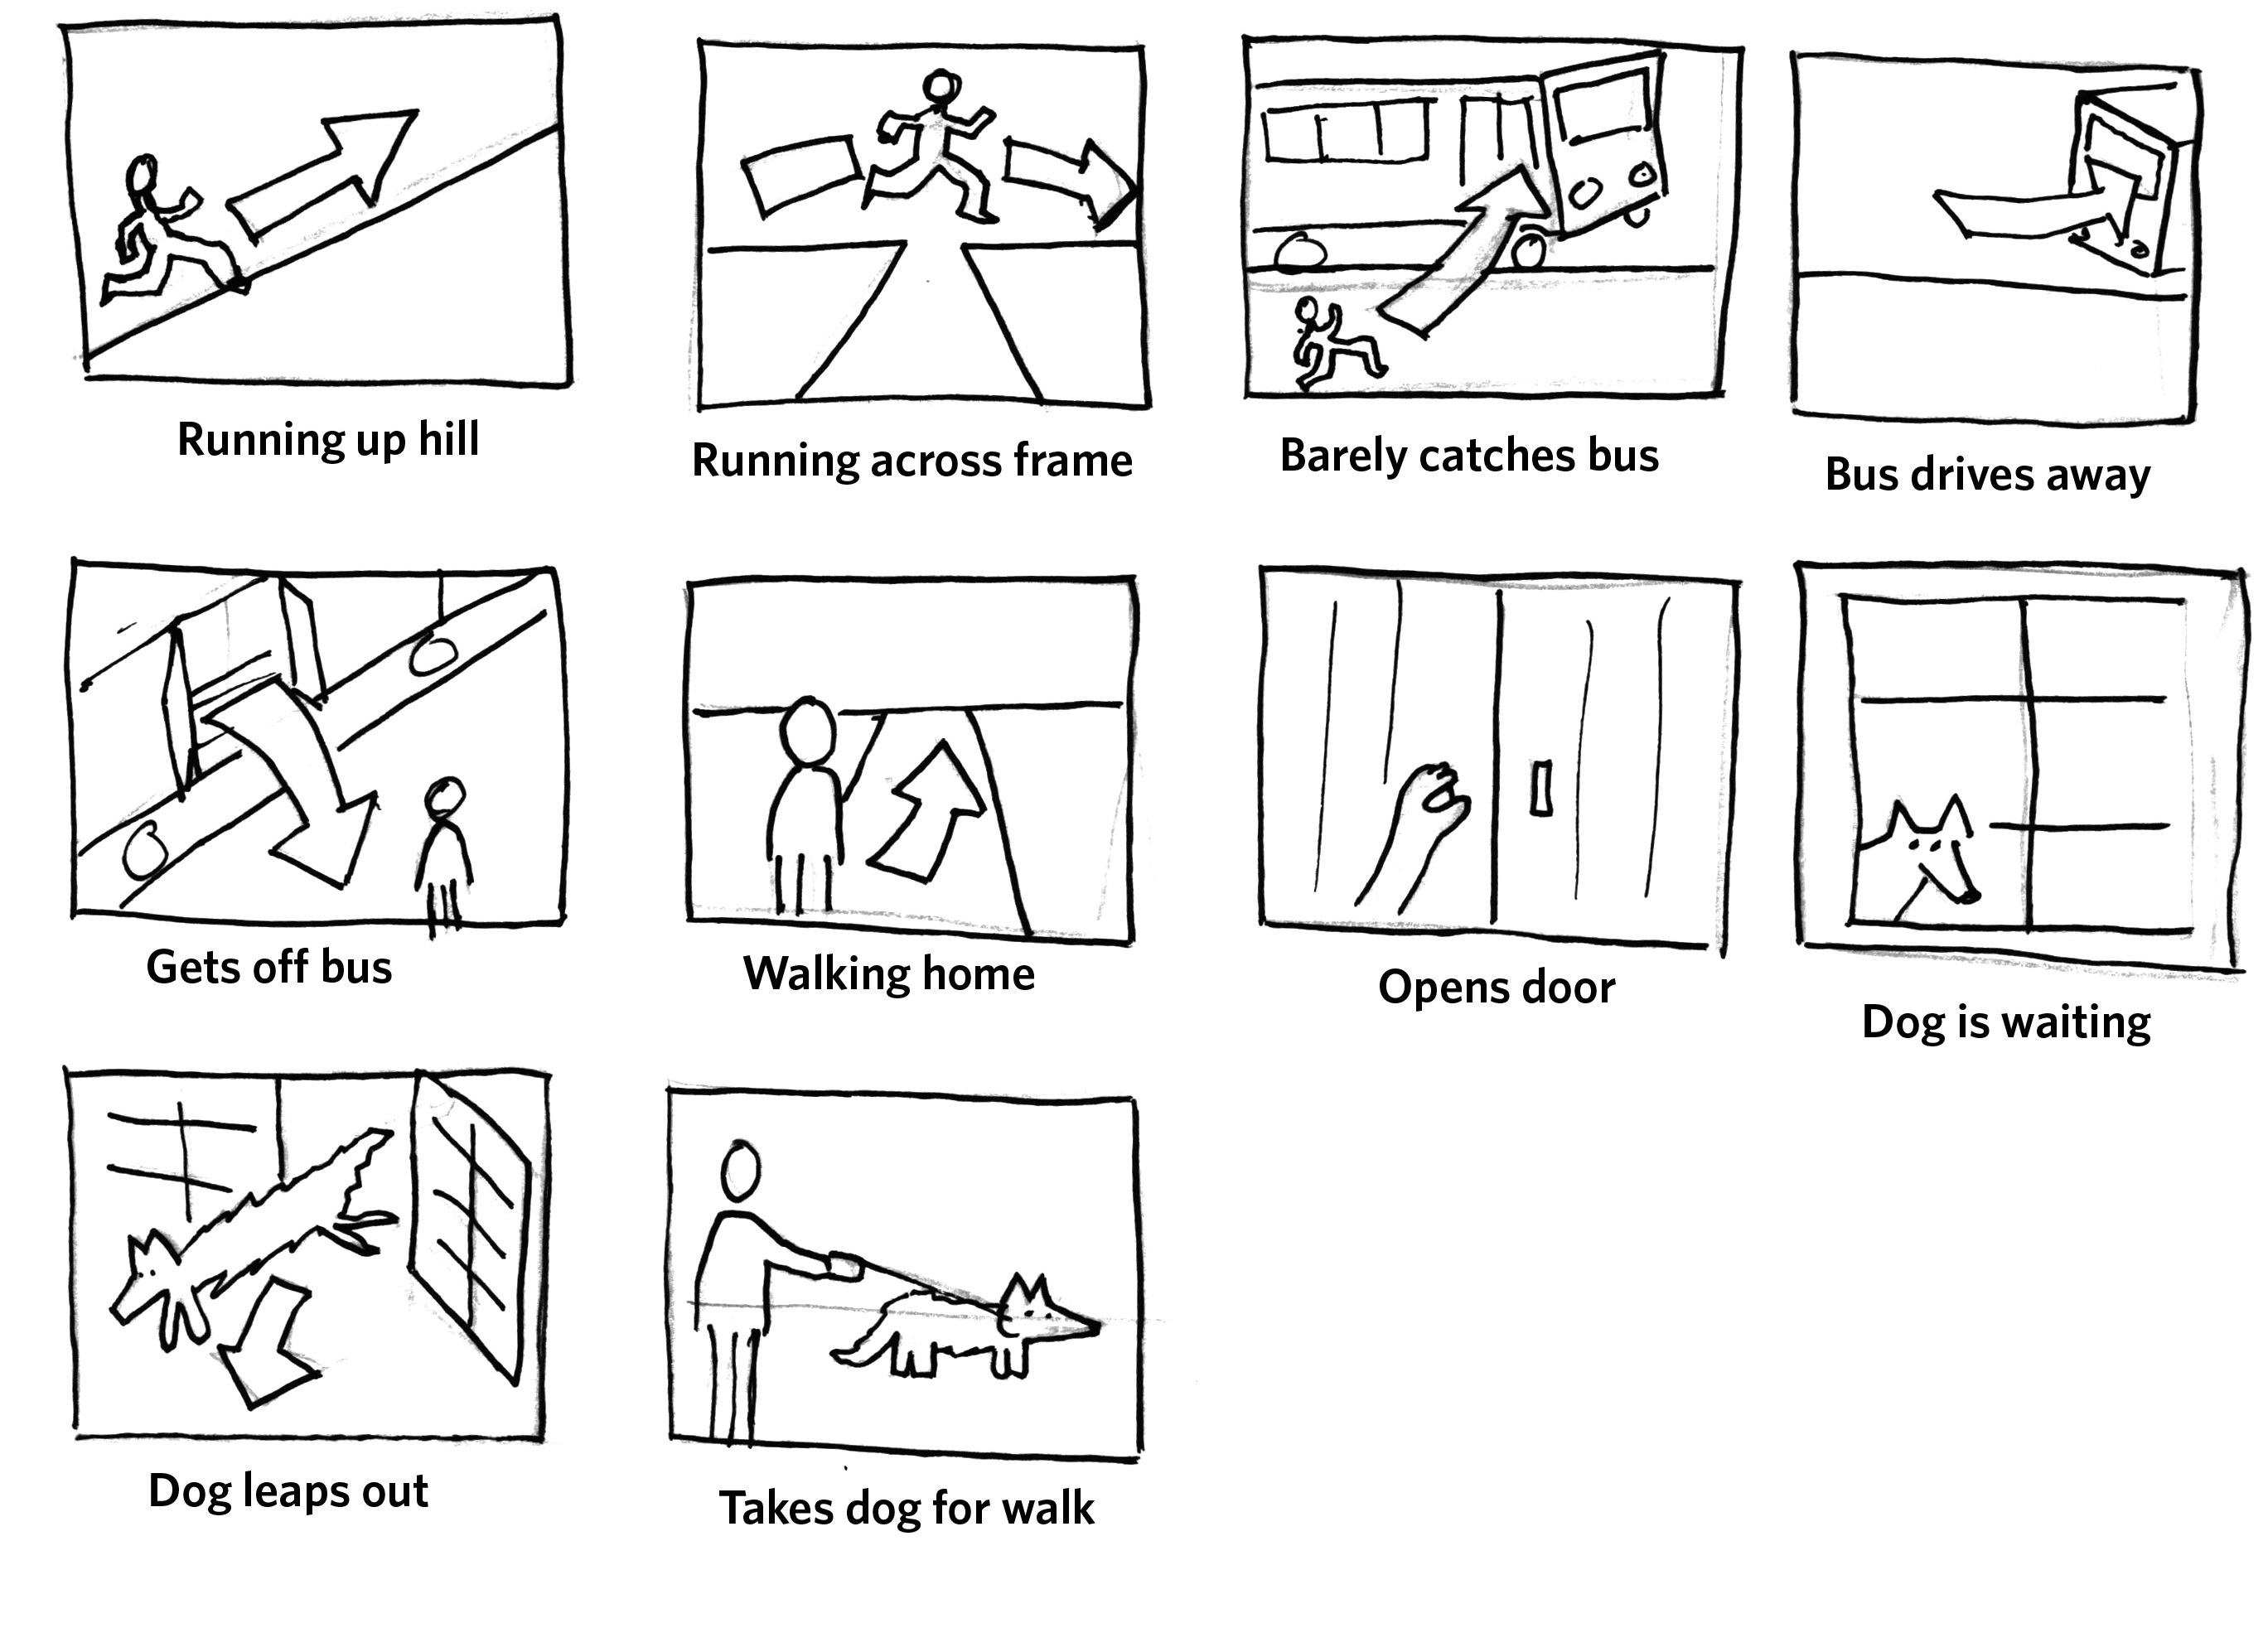 Running up hill
Running across frame
Barely catches bus
Bus drives away
Gets off bus
Walking home
Opens door
Dog is waiting
Dog leaps out
Takes dog for walk